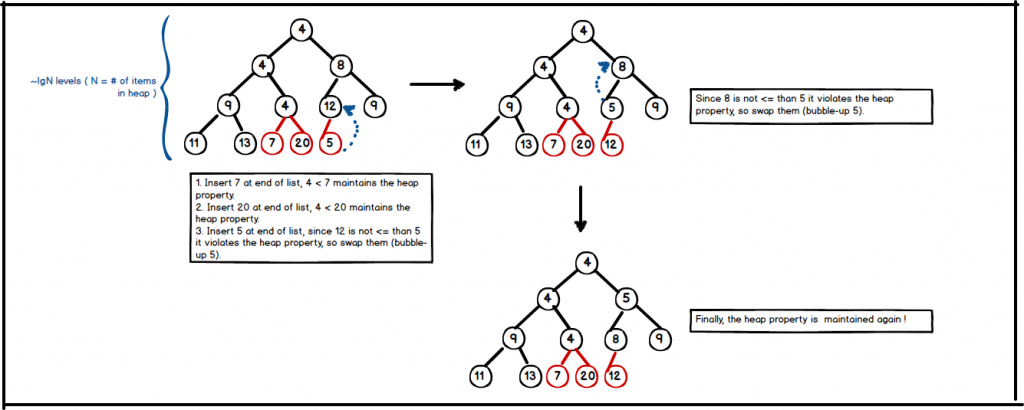 4
4 8
9 4 12 9
11 13 7 20 5
~lgN levels ( N = # of items
in heap )
1. Insert 7 at end of list, 4 < 7 maintains the heap
property.
2. Insert 20 at end of list, 4 < 20 maintains the
heap property.
3. Insert 5 at end of list, since 12 is not <= than 5
it violates the heap property, so swap them (bubble-
up 5).
4
4 8
9 4 5 9
11 13 7 20 12
Since 8 is not <= than 5 it violates the heap
property, so swap them (bubble-up 5).
4
4 5
9 4 8 9
11 13 7 20 12
Finally, the heap property is maintained again !